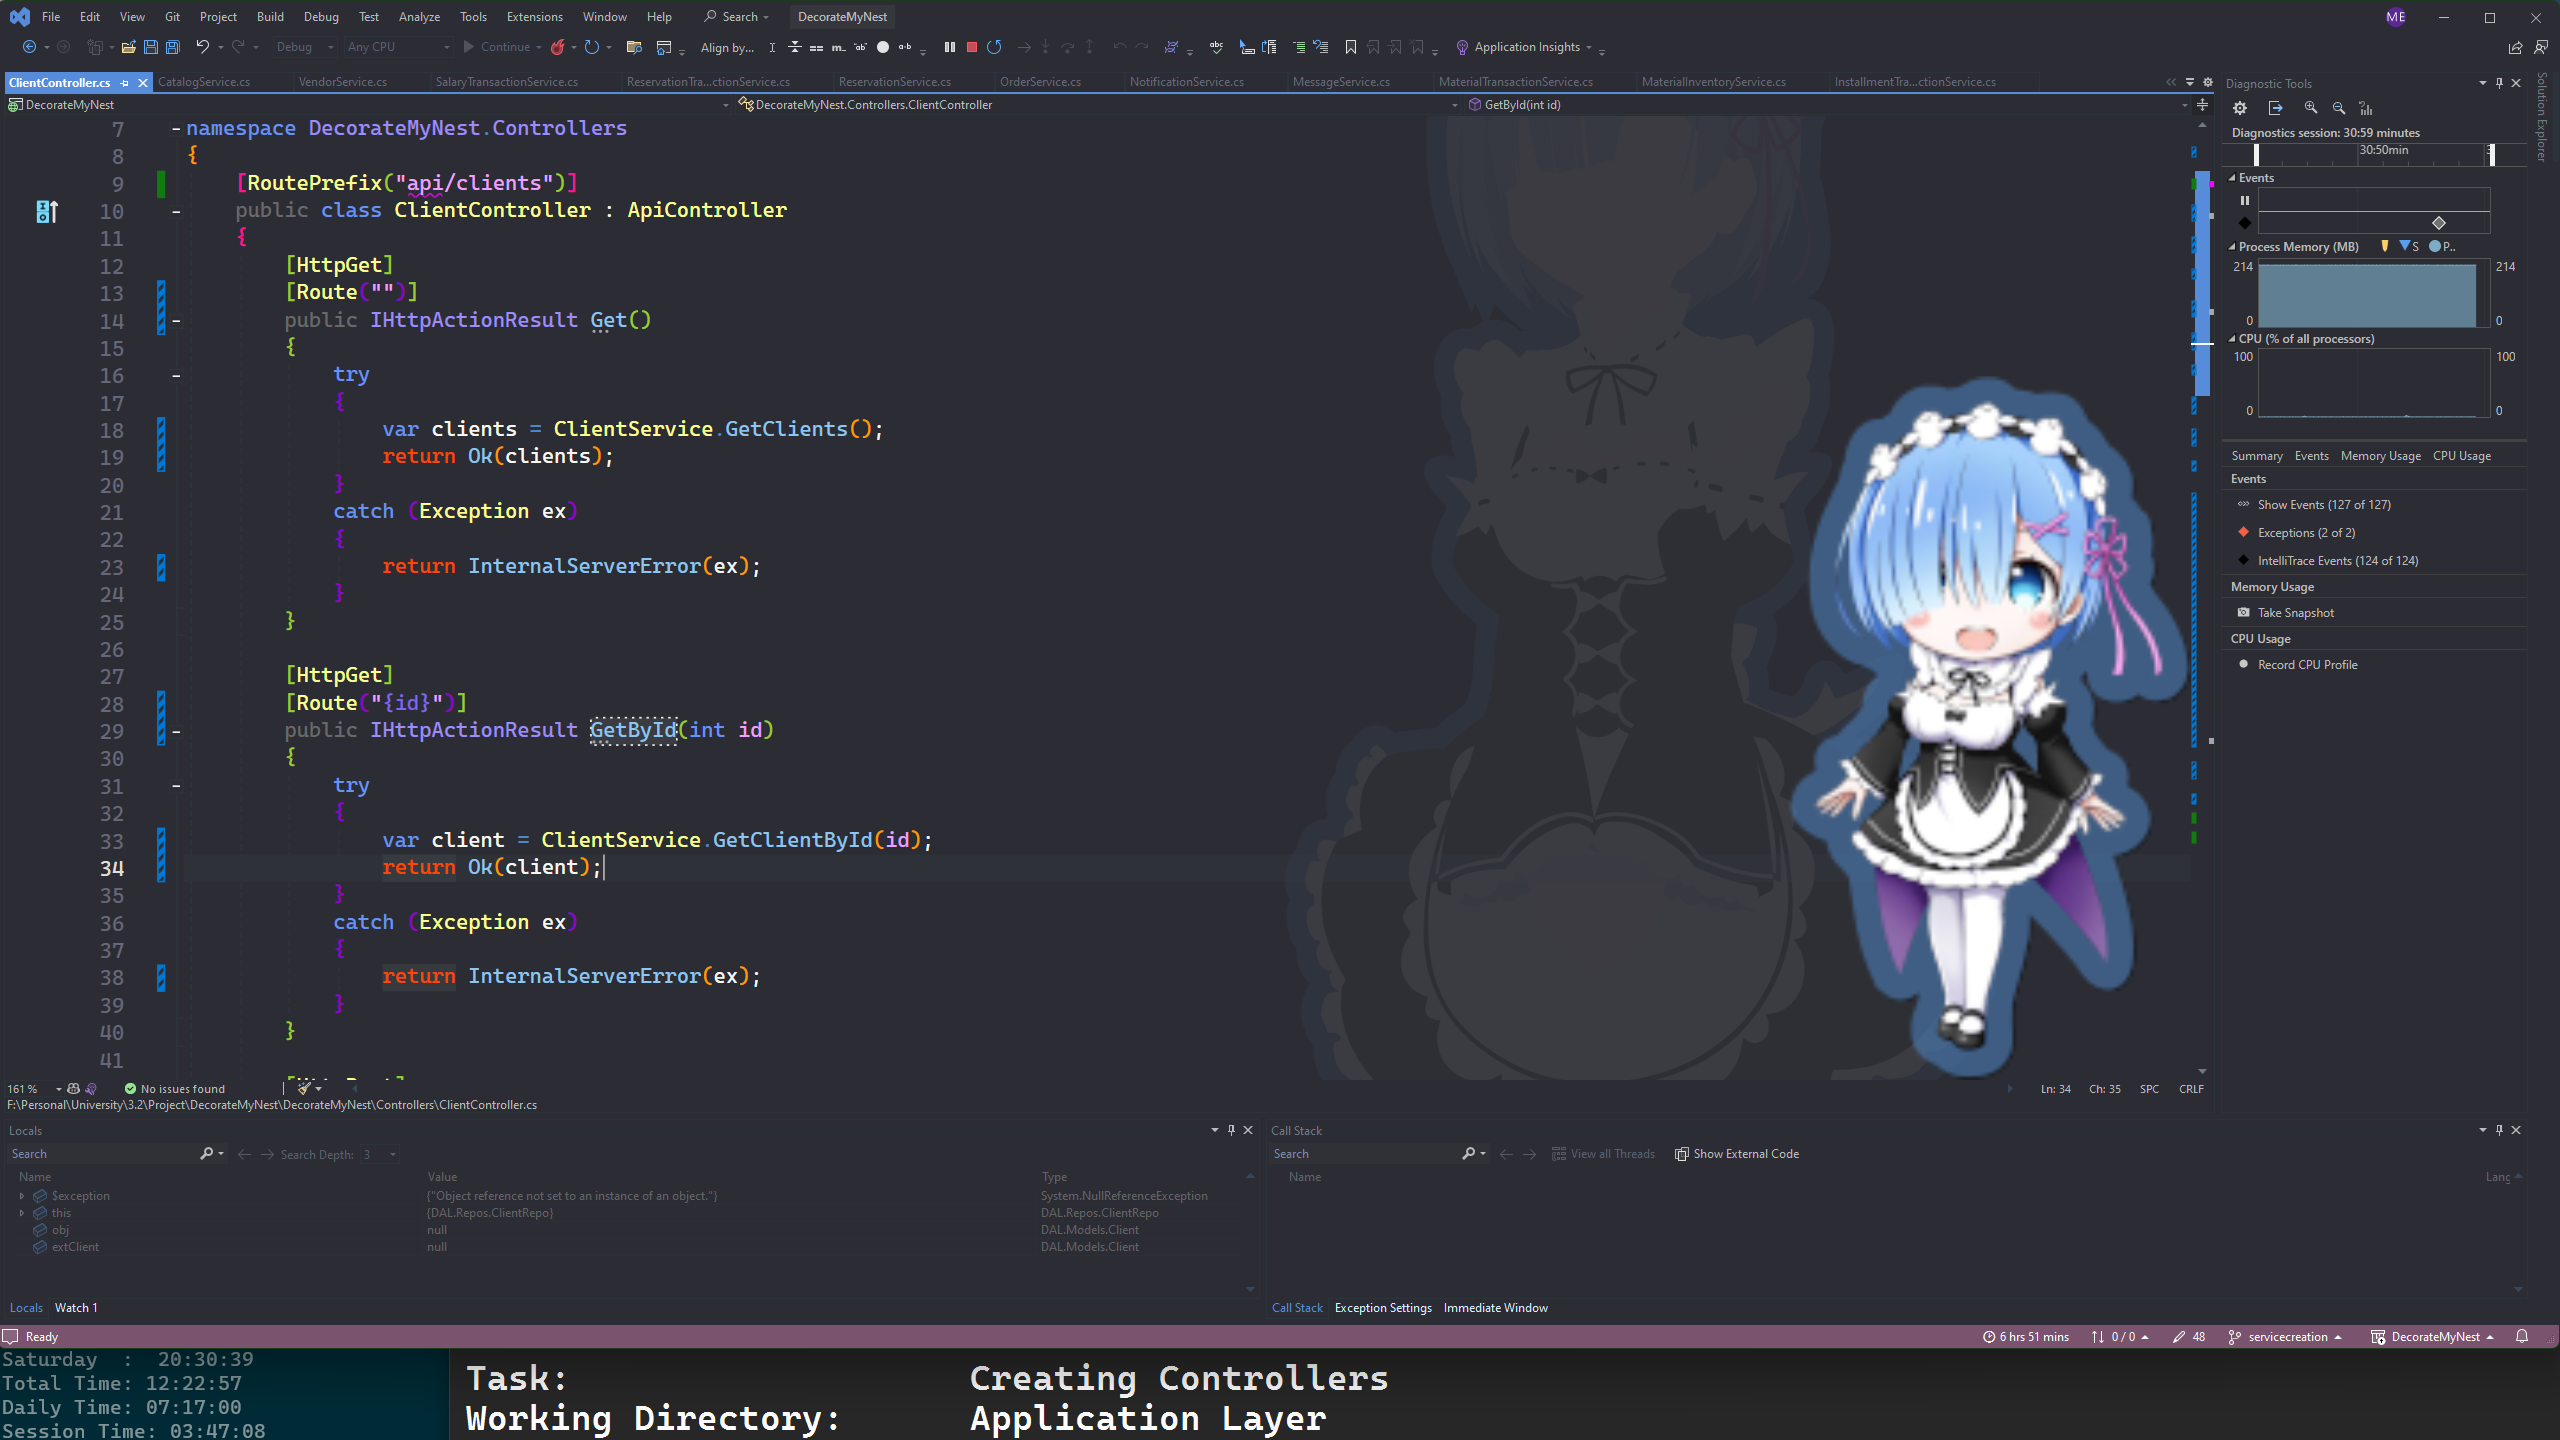 File Edit View Git Project Build Debug Test Analyze Tools Extensions Window Help Search DecorateMyNest ME
Debug Any CPU Continue Align by... Application Insights
ClientController.cs CatalogService.cs VendorService.cs SalaryTransactionService.cs ReservationTra...ctionService.cs ReservationService.cs OrderService.cs NotificationService.cs MessageService.cs MaterialTransactionService.cs MaterialInventoryService.cs InstallmentTra...ctionService.cs
DecorateMyNest DecorateMyNest.Controllers.ClientController GetById(int id)
7 namespace DecorateMyNest.Controllers
8 {
9 [RoutePrefix("api/clients")]
10 public class ClientController : ApiController
11 {
12 [HttpGet]
13 [Route("")]
14 public IHttpActionResult Get()
15 {
16 try
17 {
18 var clients = ClientService.GetClients();
19 return Ok(clients);
20 }
21 catch (Exception ex)
22 {
23 return InternalServerError(ex);
24 }
25 }
26
27 [HttpGet]
28 [Route("{id}")]
29 public IHttpActionResult GetById(int id)
30 {
31 try
32 {
33 var client = ClientService.GetClientById(id);
34 return Ok(client);
35 }
36 catch (Exception ex)
37 {
38 return InternalServerError(ex);
39 }
40 }
41
161 % No issues found Ln: 34 Ch: 35 SPC CRLF
F:\Personal\University\3.2\Project\DecorateMyNest\DecorateMyNest\Controllers\ClientController.cs
Diagnostic Tools
Solution Explorer
Diagnostics session: 30:59 minutes
30:50min
Events
Process Memory (MB) S P..
214 214
0 0
CPU (% of all processors)
100 100
0 0
Summary Events Memory Usage CPU Usage
Events
Show Events (127 of 127)
Exceptions (2 of 2)
IntelliTrace Events (124 of 124)
Memory Usage
Take Snapshot
CPU Usage
Record CPU Profile
Locals
Search Search Depth: 3
Name Value Type
$exception {"Object reference not set to an instance of an object."} System.NullReferenceException
this {DAL.Repos.ClientRepo} DAL.Repos.ClientRepo
obj null DAL.Models.Client
extClient null DAL.Models.Client
Locals Watch 1
Call Stack
Search View all Threads Show External Code
Name Lang
Call Stack Exception Settings Immediate Window
Ready 6 hrs 51 mins 0 / 0 48 servicecreation DecorateMyNest
Saturday : 20:30:39
Total Time: 12:22:57
Daily Time: 07:17:00
Session Time: 03:47:08
Task: Creating Controllers
Working Directory: Application Layer